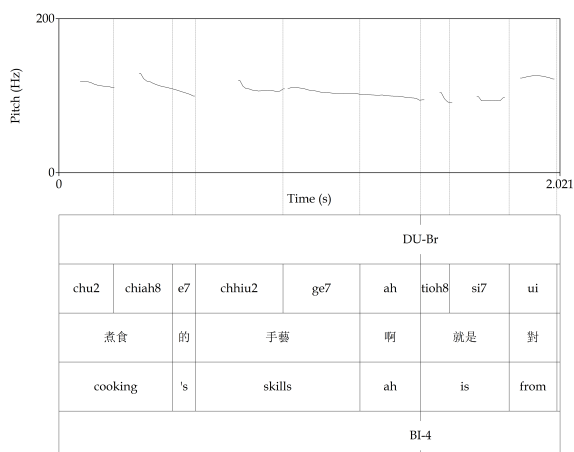 200
Pitch (Hz)
0
0 2.021
Time (s)
DU-Br
chu2 chiah8 e7 chhiu2 ge7 ah tioh8 si7 ui
煮食 的 手藝 啊 就是 對
cooking 's skills ah is from
BI-4